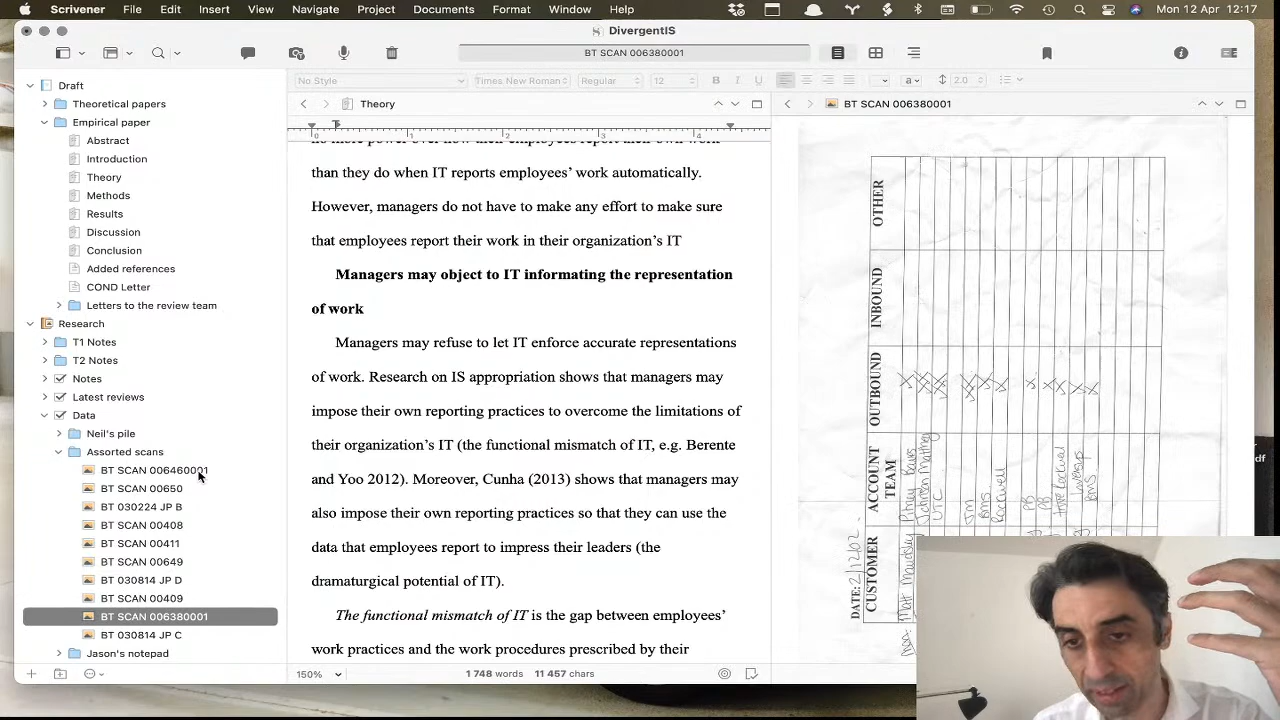 Scrivener File Edit Insert View Navigate Project Documents Format Window Help Mon 12 Apr 12:17
DivergentIS
BT SCAN 006380001
No Style Times New Roman Regular 12 B I U a 2.0
Draft
Theoretical papers
Empirical paper
Abstract
Introduction
Theory
Methods
Results
Discussion
Conclusion
Added references
COND Letter
Letters to the review team
Research
T1 Notes
T2 Notes
Notes
Latest reviews
Data
Neil's pile
Assorted scans
BT SCAN 006460001
BT SCAN 00650
BT 030224 JP B
BT SCAN 00408
BT SCAN 00411
BT SCAN 00649
BT 030814 JP D
BT SCAN 00409
BT SCAN 006380001
BT 030814 JP C
Jason's notepad
Theory
0 1 2 3 4
than they do when IT reports employees' work automatically.
However, managers do not have to make any effort to make sure
that employees report their work in their organization's IT
Managers may object to IT informating the representation
of work
Managers may refuse to let IT enforce accurate representations
of work. Research on IS appropriation shows that managers may
impose their own reporting practices to overcome the limitations of
their organization's IT (the functional mismatch of IT, e.g. Berente
and Yoo 2012). Moreover, Cunha (2013) shows that managers may
also impose their own reporting practices so that they can use the
data that employees report to impress their leaders (the
dramaturgical potential of IT).
The functional mismatch of IT is the gap between employees'
work practices and the work procedures prescribed by their
150% 1 748 words 11 457 chars
BT SCAN 006380001
DATE: 2/12/02
CUSTOMER
ACCOUNT
TEAM
OUTBOUND
INBOUND
OTHER
UTC
JM
BMS
df